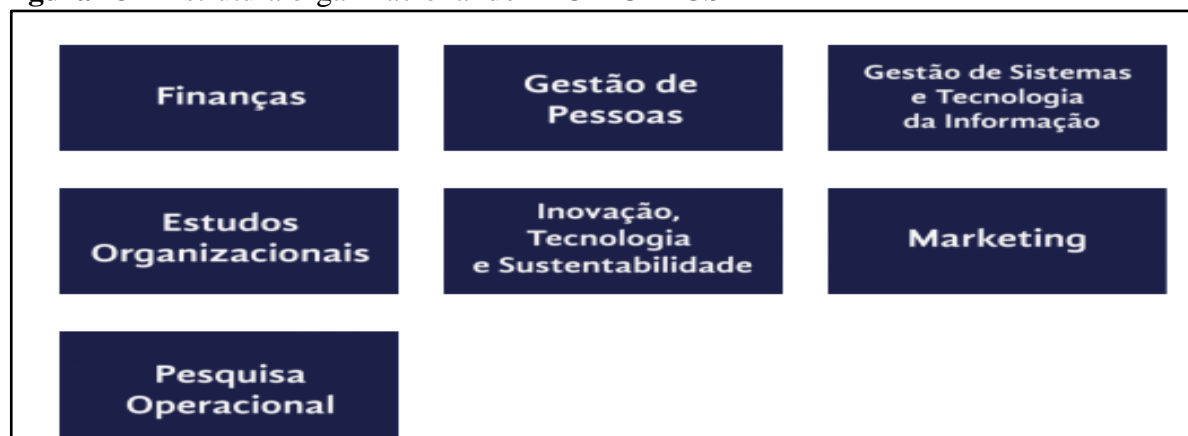 Finanças
Gestão de
Pessoas
Gestão de Sistemas
e Tecnologia
da Informação
Estudos
Organizacionais
Inovação,
Tecnologia
e Sustentabilidade
Marketing
Pesquisa
Operacional